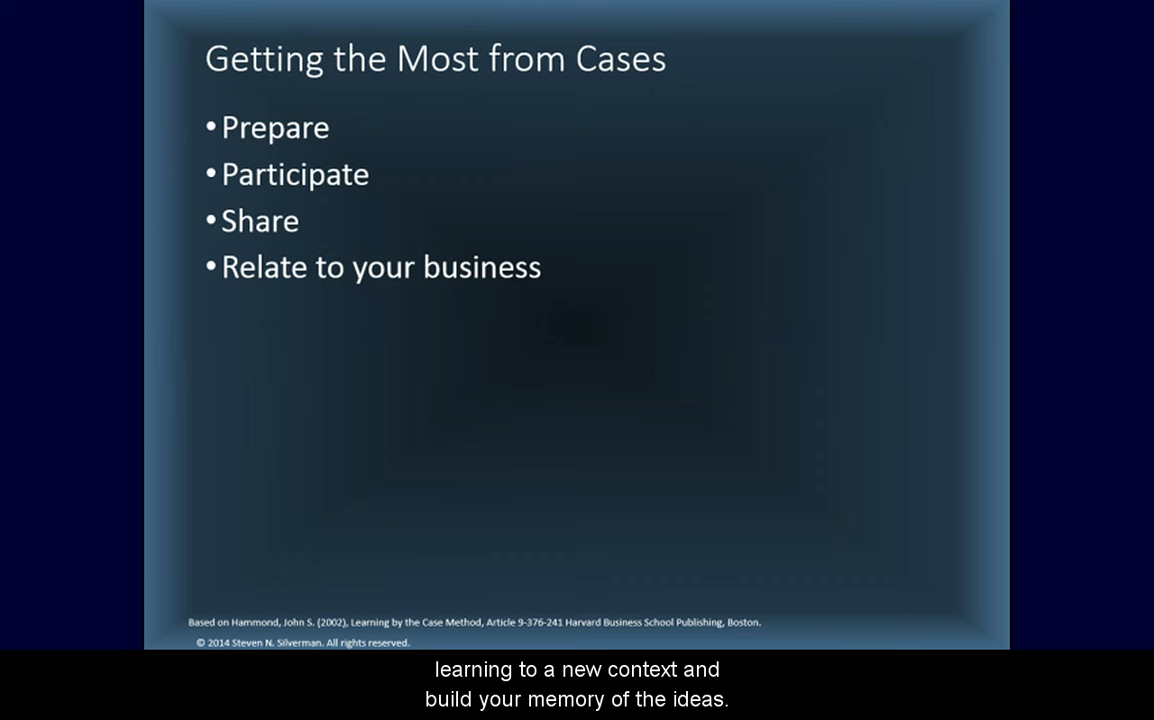 Getting the Most from Cases
• Prepare
• Participate
• Share
• Relate to your business
Based on Hammond, John S. (2002), Learning by the Case Method, Article 9-376-241 Harvard Business School Publishing, Boston.
© 2014 Steven N. Silverman. All rights reserved.
learning to a new context and
build your memory of the ideas.